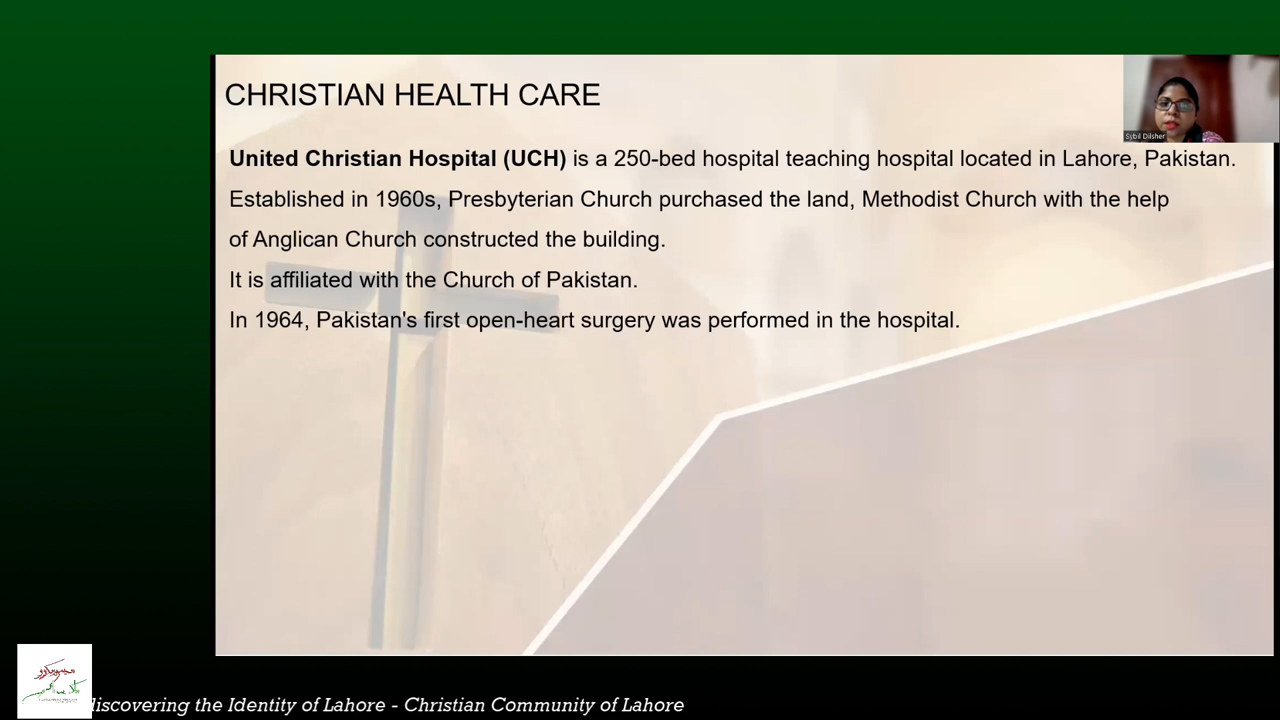 CHRISTIAN HEALTH CARE
Sybil Dilsher
United Christian Hospital (UCH) is a 250-bed hospital teaching hospital located in Lahore, Pakistan.
Established in 1960s, Presbyterian Church purchased the land, Methodist Church with the help
of Anglican Church constructed the building.
It is affiliated with the Church of Pakistan.
In 1964, Pakistan's first open-heart surgery was performed in the hospital.
discovering the Identity of Lahore - Christian Community of Lahore